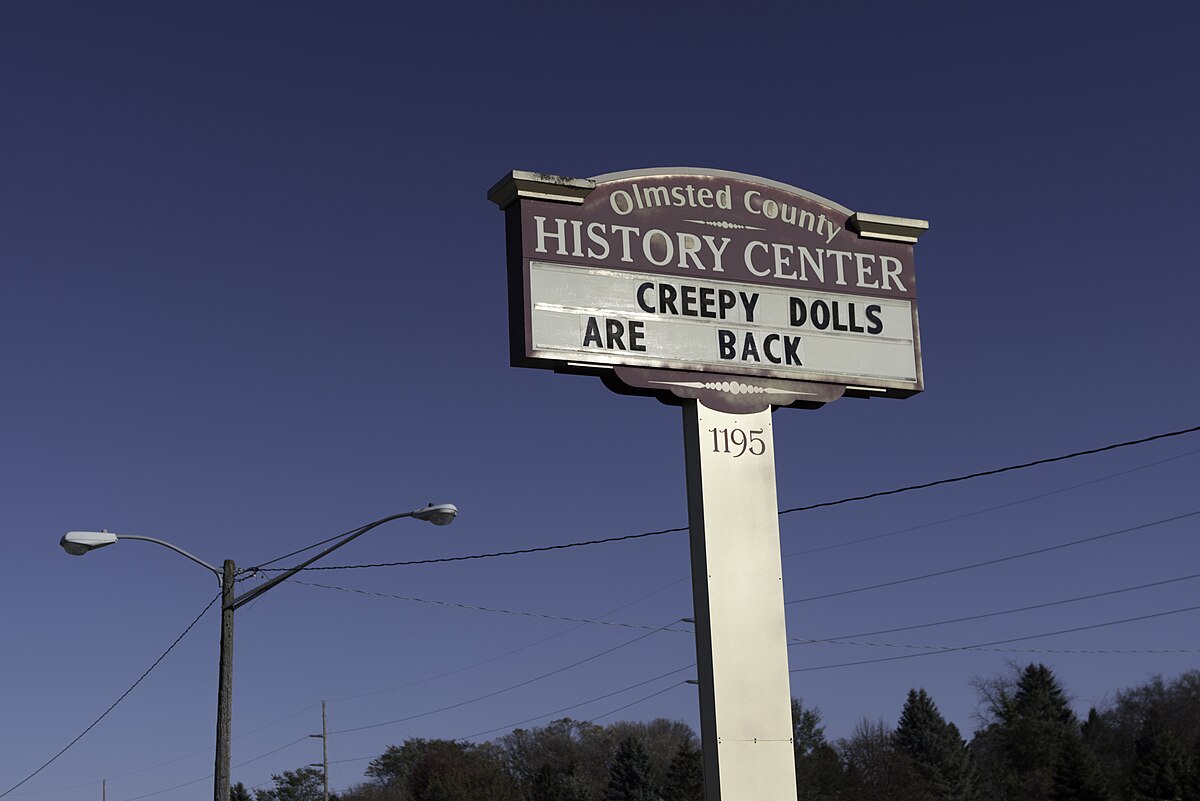 Olmsted County
HISTORY CENTER
CREEPY DOLLS
ARE BACK
1195